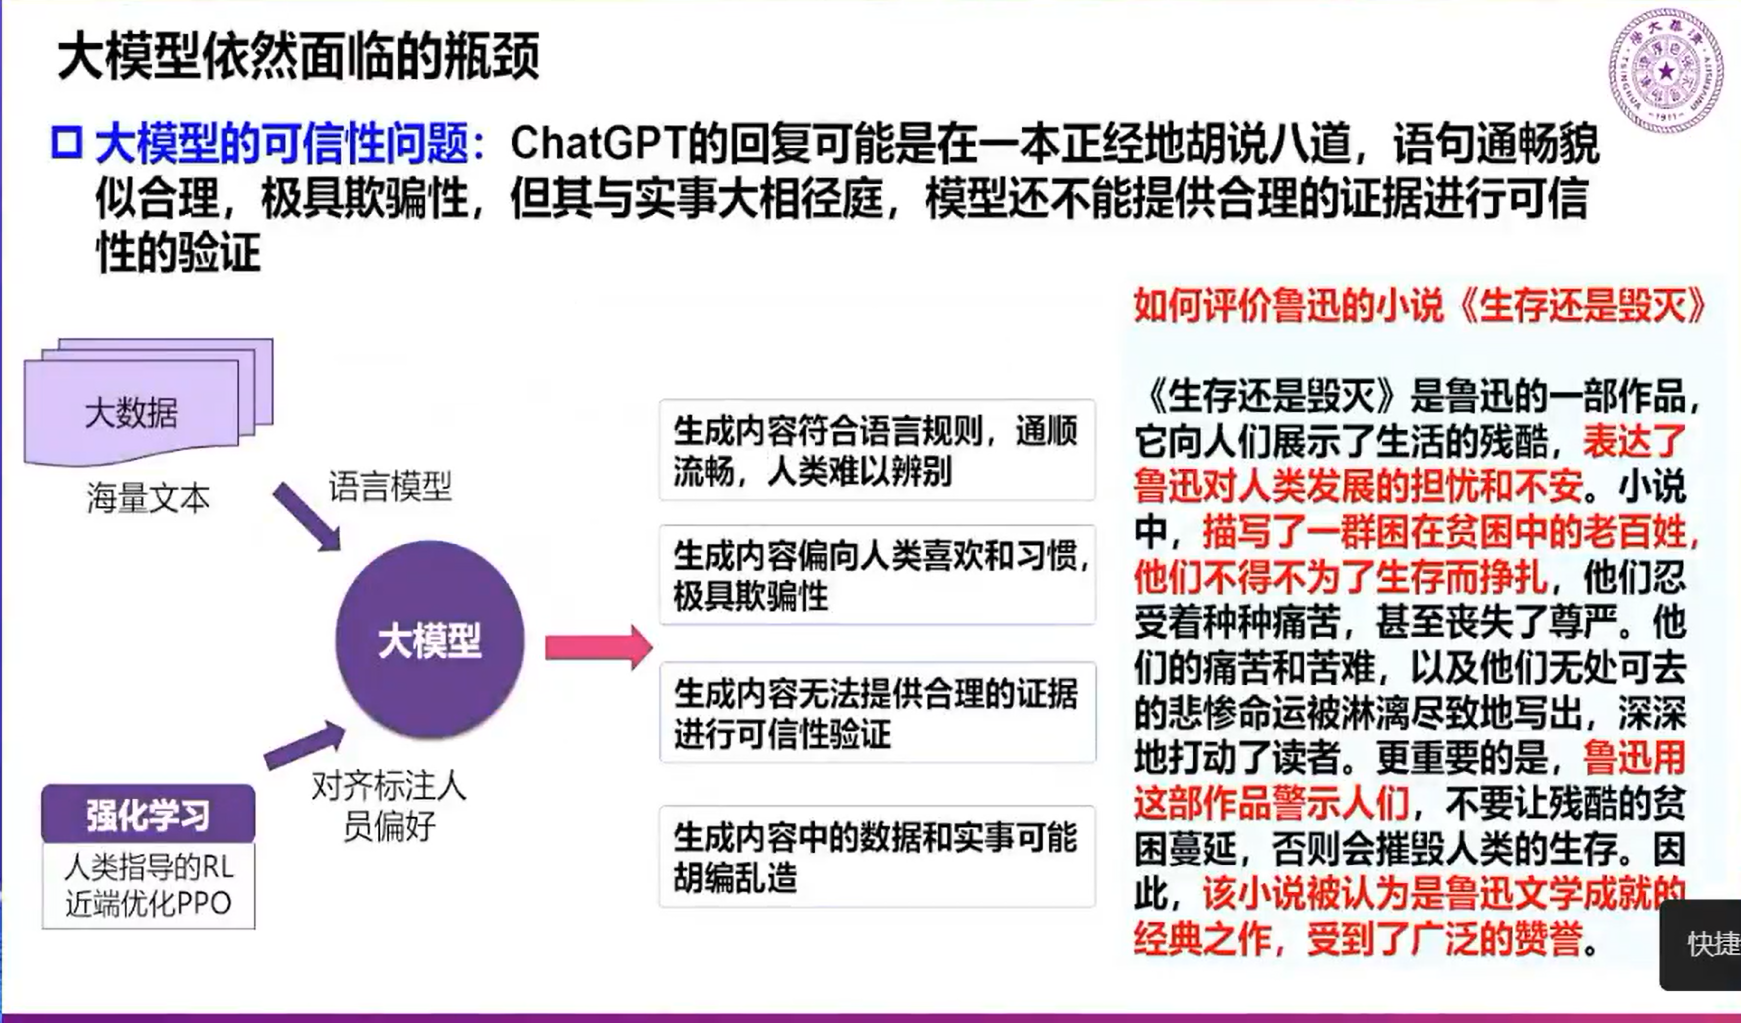 大模型依然面临的瓶颈
大模型的可信性问题：ChatGPT的回复可能是在一本正经地胡说八道，语句通畅貌
似合理，极具欺骗性，但其与实事大相径庭，模型还不能提供合理的证据进行可信
性的验证
大数据
海量文本
语言模型
大模型
强化学习
人类指导的RL
近端优化PPO
对齐标注人
员偏好
生成内容符合语言规则，通顺
流畅，人类难以辨别
生成内容偏向人类喜欢和习惯，
极具欺骗性
生成内容无法提供合理的证据
进行可信性验证
生成内容中的数据和实事可能
胡编乱造
如何评价鲁迅的小说《生存还是毁灭》
《生存还是毁灭》是鲁迅的一部作品，
它向人们展示了生活的残酷，表达了
鲁迅对人类发展的担忧和不安。小说
中，描写了一群困在贫困中的老百姓，
他们不得不为了生存而挣扎，他们忍
受着种种痛苦，甚至丧失了尊严。他
们的痛苦和苦难，以及他们无处可去
的悲惨命运被淋漓尽致地写出，深深
地打动了读者。更重要的是，鲁迅用
这部作品警示人们，不要让残酷的贫
困蔓延，否则会摧毁人类的生存。因
此，该小说被认为是鲁迅文学成就的
经典之作，受到了广泛的赞誉。
快捷
TSINGHUA UNIVERSITY
-1911-